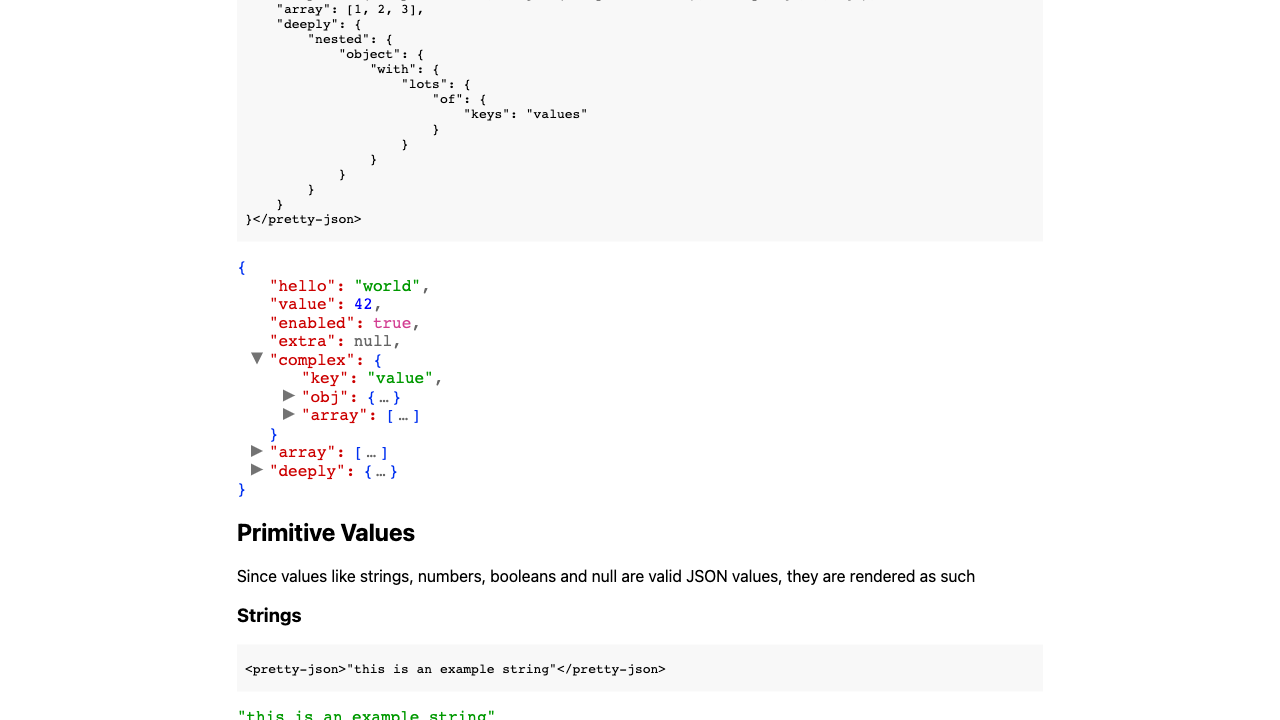 "array": [1, 2, 3],
    "deeply": {
        "nested": {
            "object": {
                "with": {
                    "lots": {
                        "of": {
                            "keys": "values"
                        }
                    }
                }
            }
        }
    }
}</pretty-json>
{
    "hello": "world",
    "value": 42,
    "enabled": true,
    "extra": null,
  ▼ "complex": {
        "key": "value",
      ▶ "obj": {…}
      ▶ "array": […]
    }
  ▶ "array": […]
  ▶ "deeply": {…}
}
Primitive Values
Since values like strings, numbers, booleans and null are valid JSON values, they are rendered as such
Strings
<pretty-json>"this is an example string"</pretty-json>
"this is an example string"